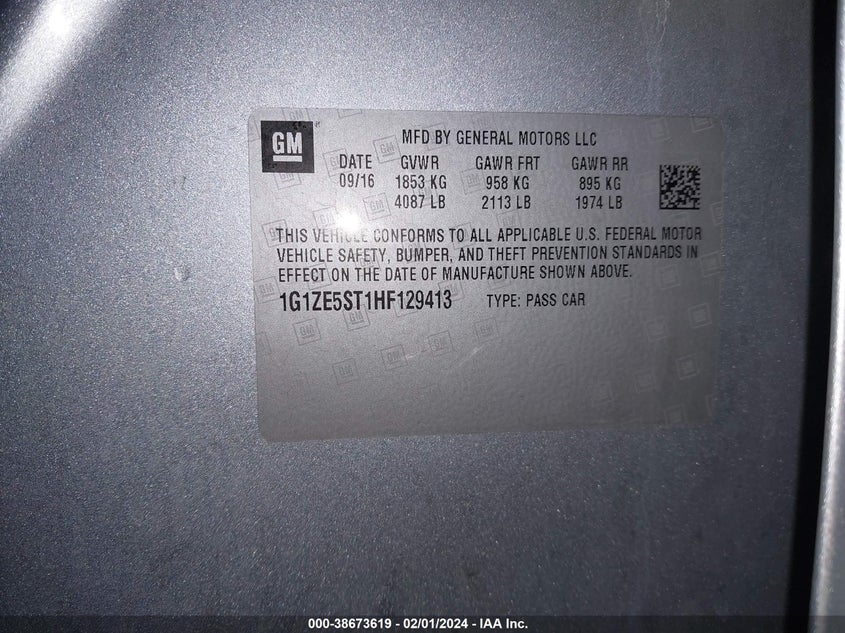 GM
MFD BY GENERAL MOTORS LLC
DATE GVWR GAWR FRT GAWR RR
09/16 1853 KG 958 KG 895 KG
4087 LB 2113 LB 1974 LB
THIS VEHICLE CONFORMS TO ALL APPLICABLE U.S. FEDERAL MOTOR
VEHICLE SAFETY, BUMPER, AND THEFT PREVENTION STANDARDS IN
EFFECT ON THE DATE OF MANUFACTURE SHOWN ABOVE.
1G1ZE5ST1HF129413 TYPE: PASS CAR
000-38673619 - 02/01/2024 - IAA Inc.